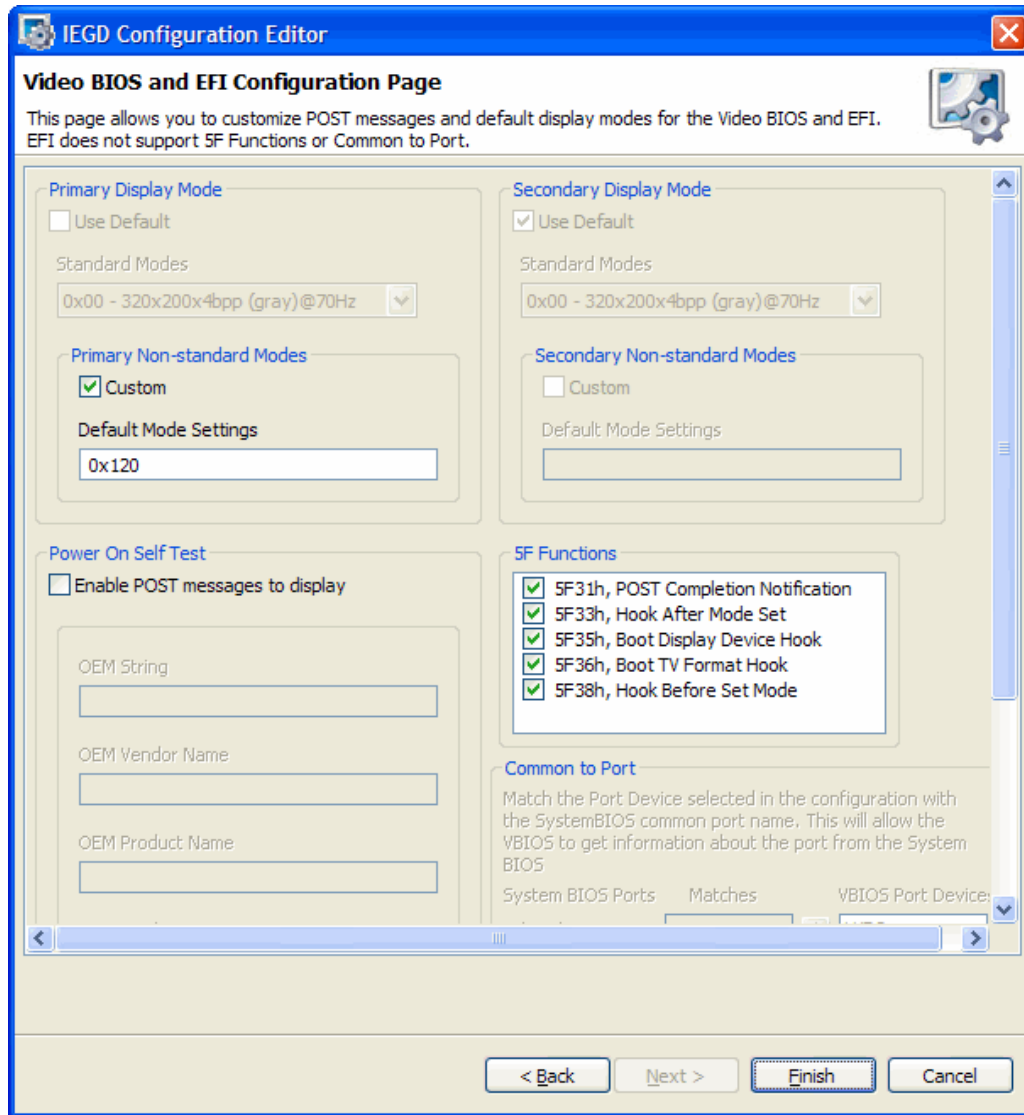 IEGD Configuration Editor
Video BIOS and EFI Configuration Page
This page allows you to customize POST messages and default display modes for the Video BIOS and EFI.
EFI does not support 5F Functions or Common to Port.
Primary Display Mode
Use Default
Standard Modes
0x00 - 320x200x4bpp (gray)@70Hz
Primary Non-standard Modes
Custom
Default Mode Settings
0x120
Secondary Display Mode
Use Default
Standard Modes
0x00 - 320x200x4bpp (gray)@70Hz
Secondary Non-standard Modes
Custom
Default Mode Settings
Power On Self Test
Enable POST messages to display
OEM String
OEM Vendor Name
OEM Product Name
5F Functions
5F31h, POST Completion Notification
5F33h, Hook After Mode Set
5F35h, Boot Display Device Hook
5F36h, Boot TV Format Hook
5F38h, Hook Before Set Mode
Common to Port
Match the Port Device selected in the configuration with
the SystemBIOS common port name. This will allow the
VBIOS to get information about the port from the System
BIOS
System BIOS Ports Matches VBIOS Port Devices
< Back Next > Finish Cancel